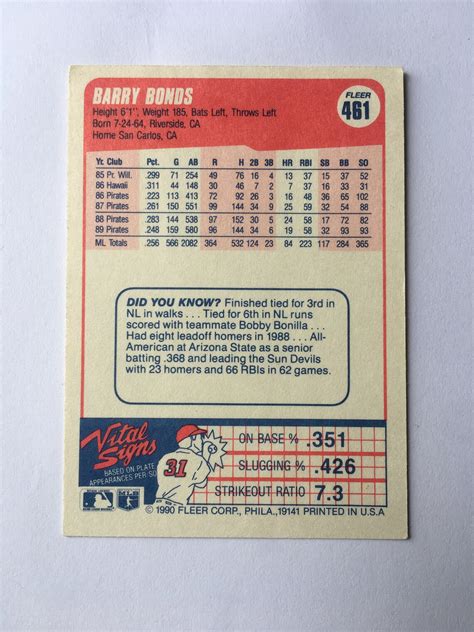 BARRY BONDS
Height 6'1", Weight 185, Bats Left, Throws Left
Born 7-24-64, Riverside, CA
Home San Carlos, CA
FLEER
461
Yr. Club Pct. G AB R H 2B 3B HR RBI SB BB SO
85 Pr. Will. .299 71 254 49 76 16 4 13 37 15 37 52
86 Hawaii .311 44 148 30 46 7 2 7 37 16 33 31
86 Pirates .223 113 413 72 92 26 3 16 48 36 65 102
87 Pirates .261 150 551 99 144 34 9 25 59 32 54 88
88 Pirates .283 144 538 97 152 30 5 24 58 17 72 82
89 Pirates .248 159 580 96 144 34 6 19 58 32 93 93
ML Totals .256 566 2082 364 532 124 23 84 223 117 284 365
DID YOU KNOW? Finished tied for 3rd in
NL in walks . . . Tied for 6th in NL runs
scored with teammate Bobby Bonilla . . .
Had eight leadoff homers in 1988 . . . All-
American at Arizona State as a senior
batting .368 and leading the Sun Devils
with 23 homers and 66 RBIs in 62 games.
Vital
Signs
BASED ON PLATE
APPEARANCES PER/SO
31
ON BASE % .351
SLUGGING % .426
STRIKEOUT RATIO 7.3
© 1990 FLEER CORP., PHILA., 19141 PRINTED IN U.S.A